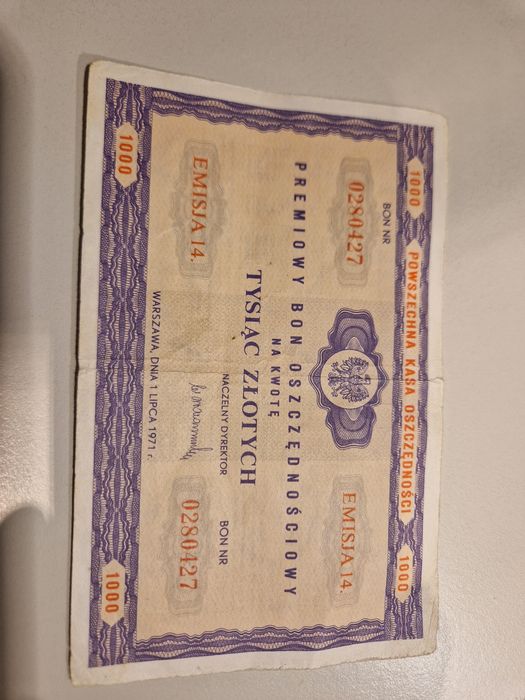 1000 POWSZECHNA KASA OSZCZĘDNOŚCI 1000
BON NR
0280427
EMISJA 14.
PREMIOWY BON OSZCZĘDNOŚCIOWY
NA KWOTĘ
TYSIĄC ZŁOTYCH
EMISJA 14.
NACZELNY DYREKTOR
BON NR
0280427
WARSZAWA, DNIA 1 LIPCA 1971 r.
1000 1000